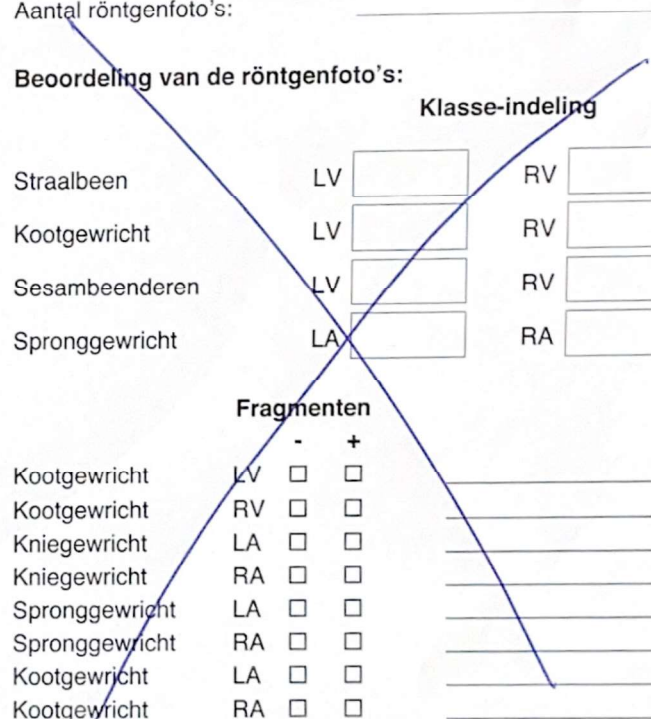 Aantal röntgenfoto's:
Beoordeling van de röntgenfoto's:
Klasse-indeling
Straalbeen LV RV
Kootgewricht LV RV
Sesambeenderen LV RV
Spronggewricht LA RA
Fragmenten
- +
Kootgewricht LV □ □
Kootgewricht RV □ □
Kniegewricht LA □ □
Kniegewricht RA □ □
Spronggewricht LA □ □
Spronggewricht RA □ □
Kootgewricht LA □ □
Kootgewricht RA □ □